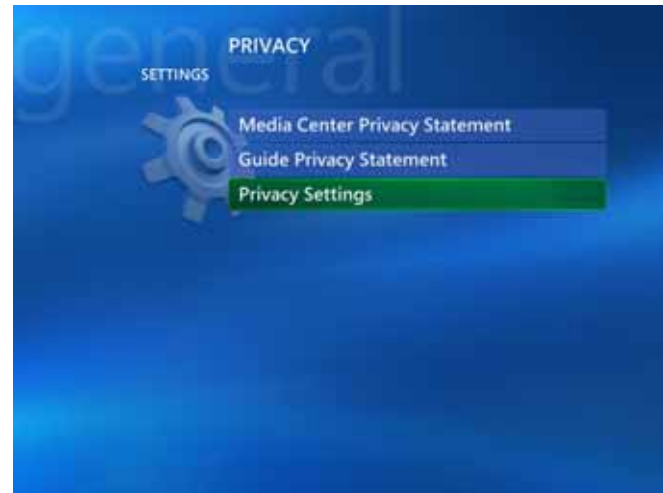 general
PRIVACY
SETTINGS
Media Center Privacy Statement
Guide Privacy Statement
Privacy Settings